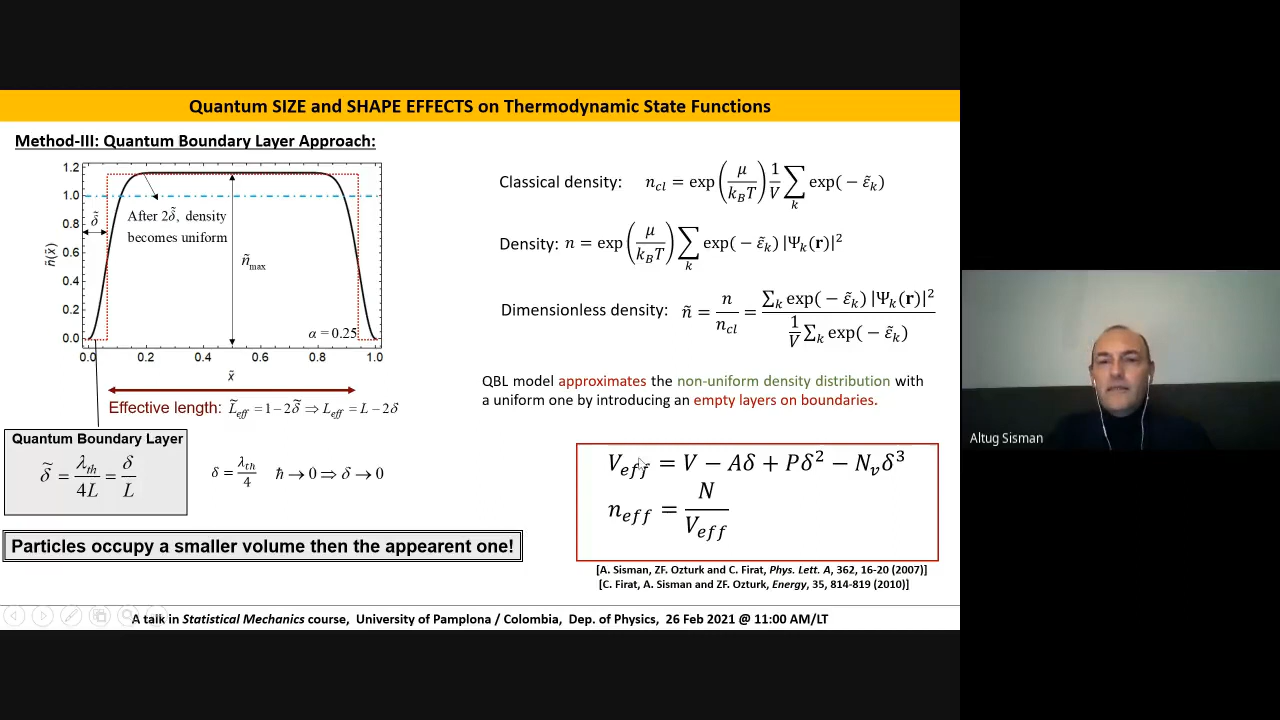 Quantum SIZE and SHAPE EFFECTS on Thermodynamic State Functions
Method-III: Quantum Boundary Layer Approach:
1.2
1.0
0.8
0.6
0.4
0.2
0.0
ñ(x̃)
δ̃
After 2δ̃, density
becomes uniform
ñmax
α = 0.25
0.0 0.2 0.4 0.6 0.8 1.0
x̃
Effective length: L̃eff = 1 − 2δ̃ ⇒ Leff = L − 2δ
Quantum Boundary Layer
δ̃ = λth/4L = δ/L
δ = λth/4 ħ → 0 ⇒ δ → 0
Particles occupy a smaller volume then the appearent one!
Classical density: ncl = exp(μ/kBT) 1/V ∑k exp(− ε̃k)
Density: n = exp(μ/kBT) ∑k exp(− ε̃k) |Ψk(r)|²
Dimensionless density: ñ = n/ncl = ∑k exp(− ε̃k) |Ψk(r)|² / 1/V ∑k exp(− ε̃k)
QBL model approximates the non-uniform density distribution with
a uniform one by introducing an empty layers on boundaries.
Veff = V − Aδ + Pδ² − Nvδ³
neff = N/Veff
[A. Sisman, ZF. Ozturk and C. Firat, Phys. Lett. A, 362, 16-20 (2007)]
[C. Firat, A. Sisman and ZF. Ozturk, Energy, 35, 814-819 (2010)]
A talk in Statistical Mechanics course, University of Pamplona / Colombia, Dep. of Physics, 26 Feb 2021 @ 11:00 AM/LT
Altug Sisman